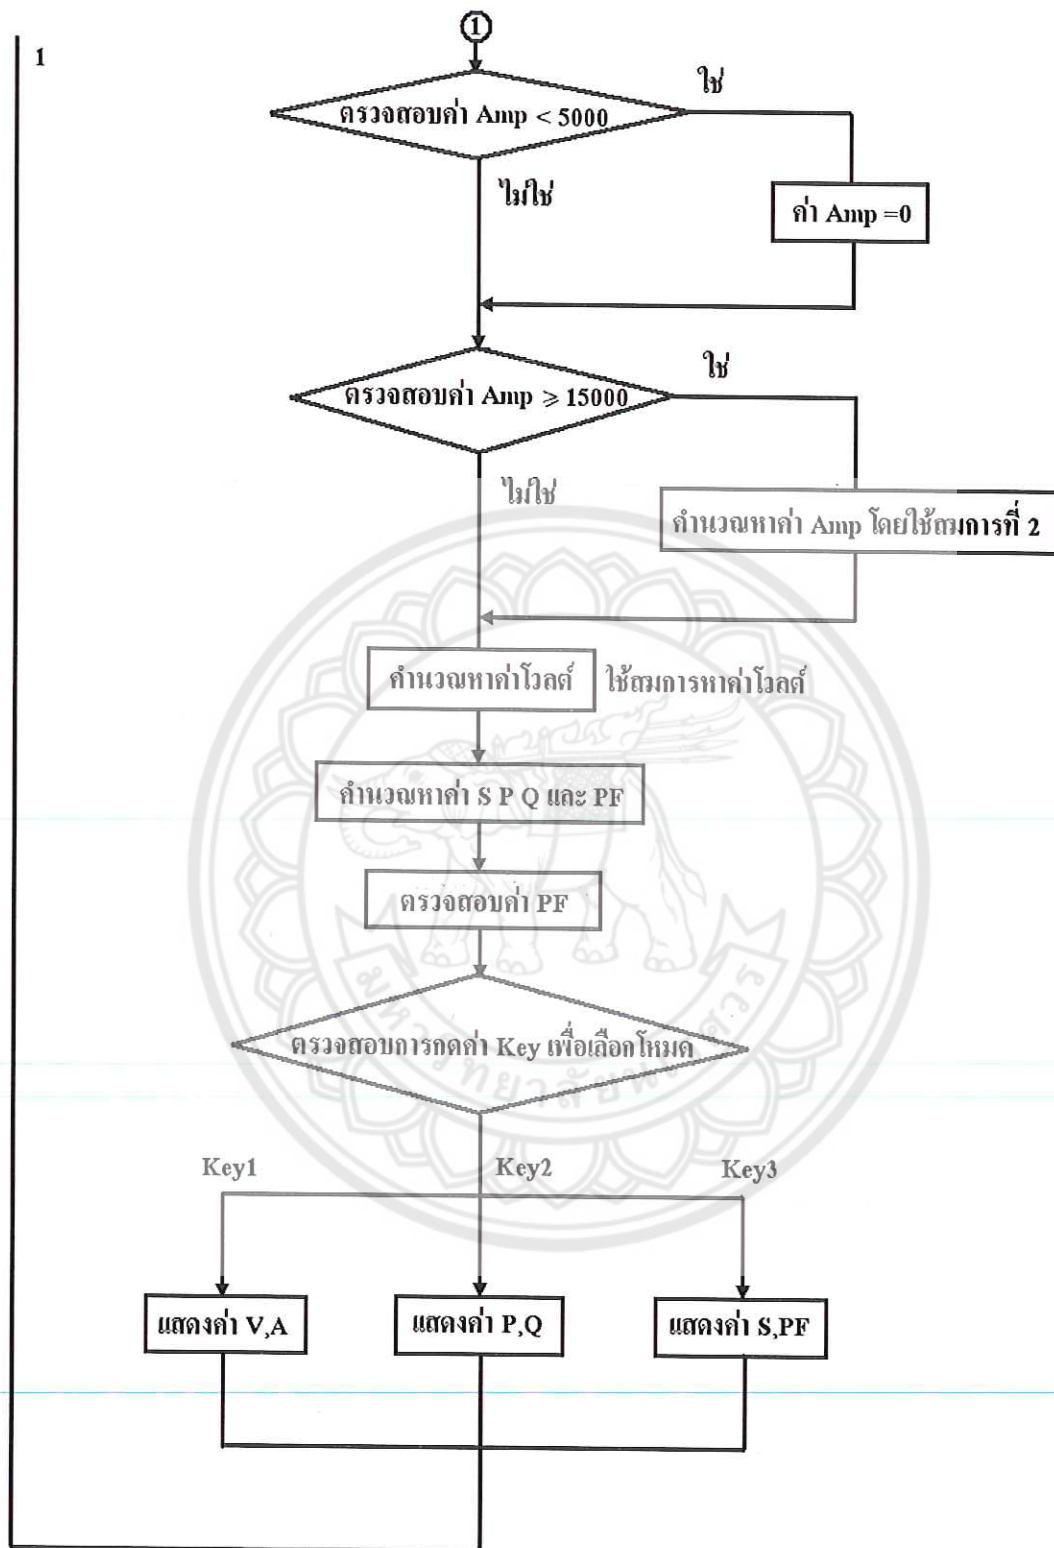 1
1
ตรวจสอบค่า Amp < 5000
ใช่
ไม่ใช่
ค่า Amp =0
ตรวจสอบค่า Amp ⩾ 15000
ใช่
ไม่ใช่
คำนวณหาค่า Amp โดยใช้สมการที่ 2
คำนวณหาค่าโวลต์
ใช้สมการหาค่าโวลต์
คำนวณหาค่า S P Q และ PF
ตรวจสอบค่า PF
ตรวจสอบการกดค่า Key เพื่อเลือกโหมด
Key1
Key2
Key3
แสดงค่า V,A
แสดงค่า P,Q
แสดงค่า S,PF